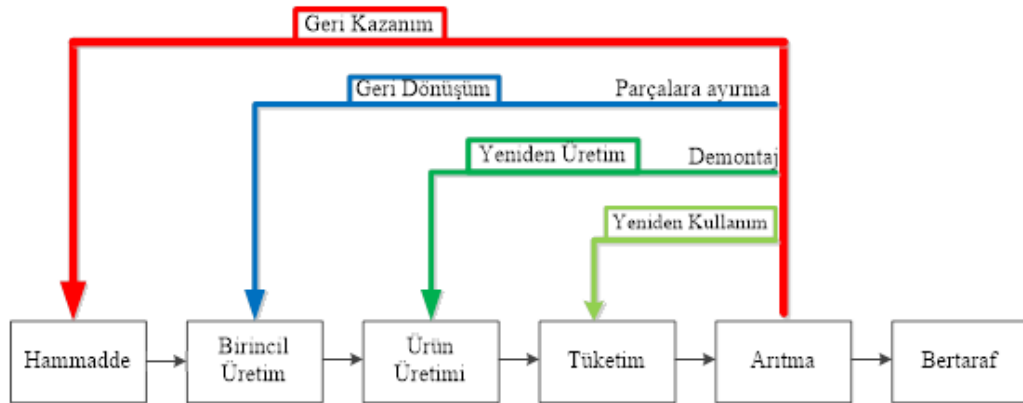 Geri Kazanım
Geri Dönüşüm
Parçalara ayırma
Yeniden Üretim
Demontaj
Yeniden Kullanım
Hammadde
Birincil
Üretim
Ürün
Üretimi
Tüketim
Arıtma
Bertaraf